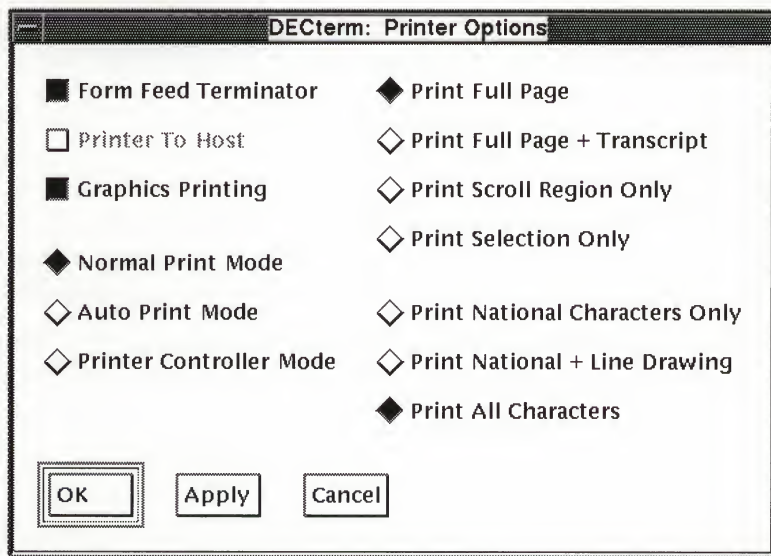 DECterm: Printer Options
Form Feed Terminator
Printer To Host
Graphics Printing
Normal Print Mode
Auto Print Mode
Printer Controller Mode
Print Full Page
Print Full Page + Transcript
Print Scroll Region Only
Print Selection Only
Print National Characters Only
Print National + Line Drawing
Print All Characters
OK
Apply
Cancel